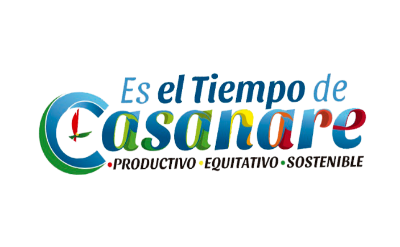 Es el Tiempo de
Casanare
•PRODUCTIVO •EQUITATIVO •SOSTENIBLE